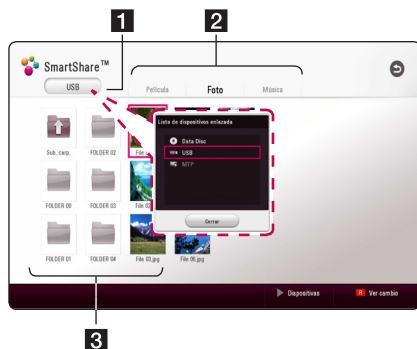 1
2
SmartShare™
USB
Película
Foto
Música
Lista de dispositivos enlazada
Data Disc
USB
MTP
Cerrar
Sub. carp.
FOLDER 02
FOLDER 00
FOLDER 03
FOLDER 01
FOLDER 04
File 03.jpg
File 06.jpg
Diapositivas
R Ver cambio
3